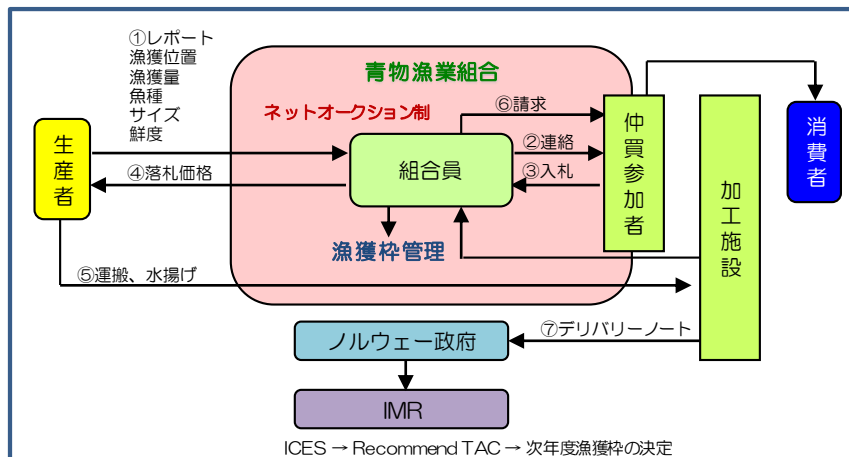 ①レポート
漁獲位置
漁獲量
魚種
サイズ
鮮度
青物漁業組合
ネットオークション制
⑥請求
生産者
組合員
②連絡
③入札
④落札価格
仲買参加者
加工施設
消費者
漁獲枠管理
⑤運搬、水揚げ
⑦デリバリーノート
ノルウェー政府
IMR
ICES → Recommend TAC → 次年度漁獲枠の決定